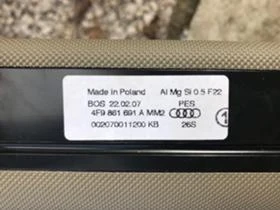 Made in Poland Al Mg Si 0.5 F22
BOS 22.02.07 PES
4F9 861 691 A MM2
002070011200 KB 26S
1